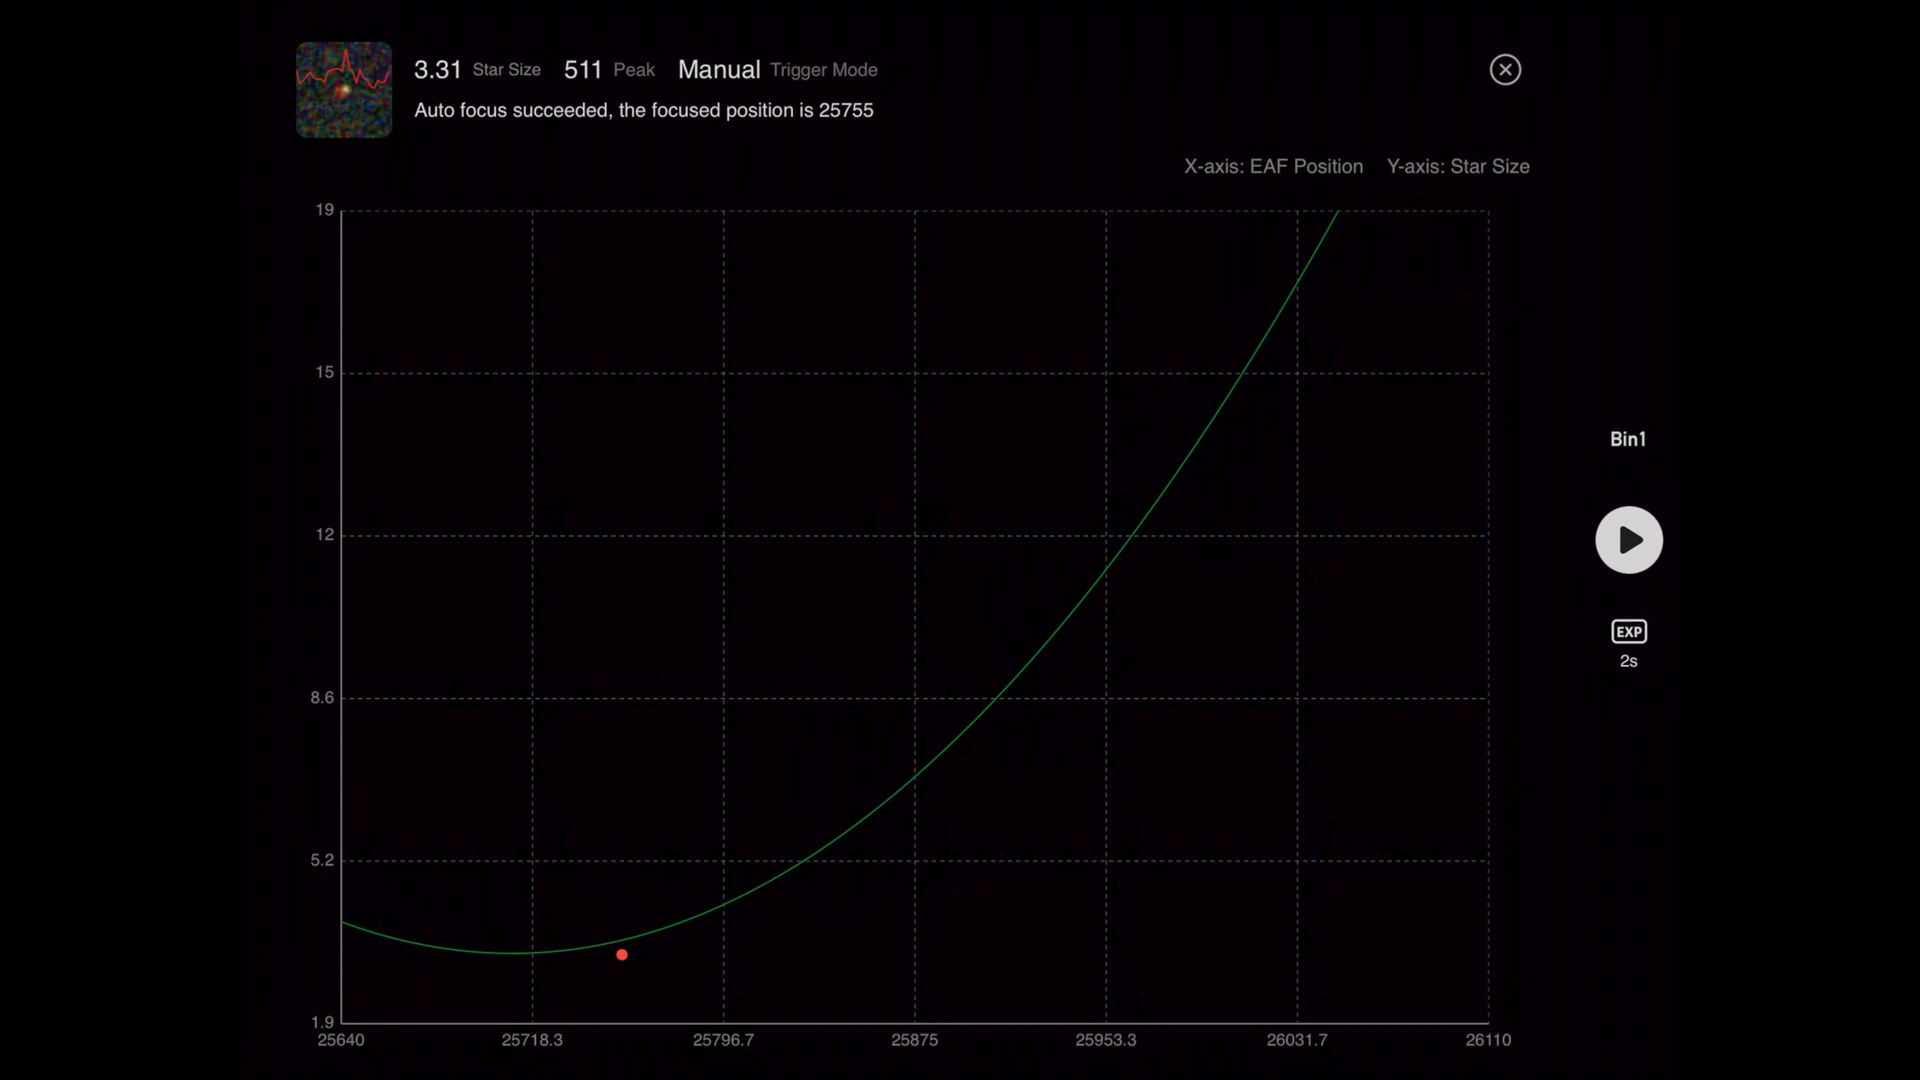 3.31 Star Size 511 Peak Manual Trigger Mode
Auto focus succeeded, the focused position is 25755
X-axis: EAF Position Y-axis: Star Size
19
15
12
8.6
5.2
1.9
25640 25718.3 25796.7 25875 25953.3 26031.7 26110
Bin1
EXP
2s